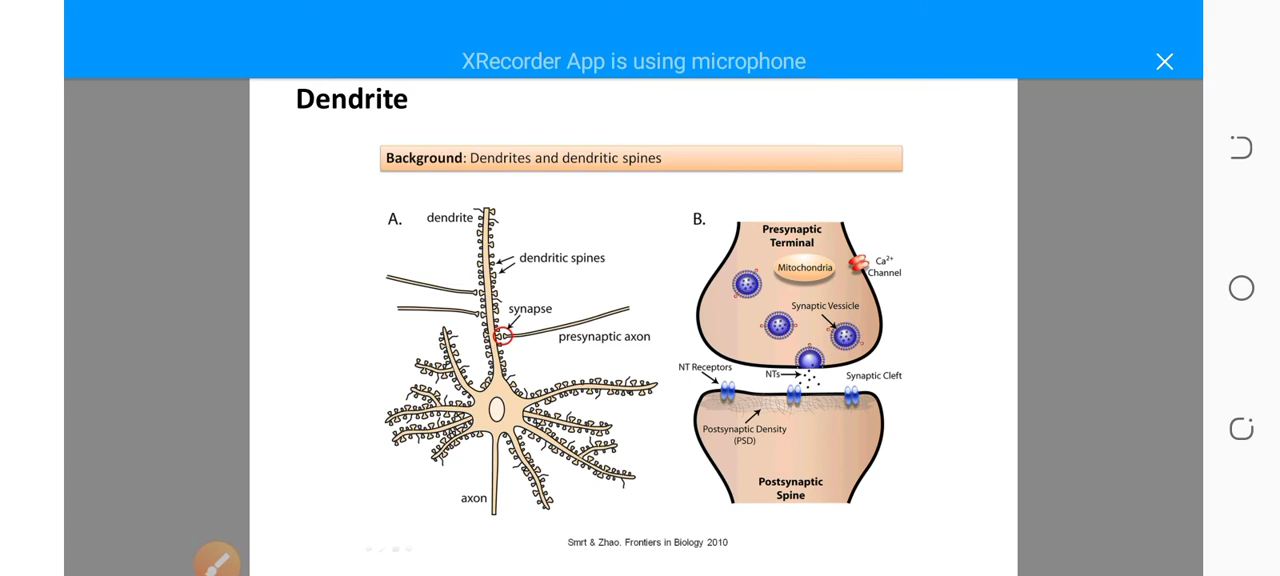 XRecorder App is using microphone
Dendrite
Background: Dendrites and dendritic spines
A.
dendrite
dendritic spines
synapse
presynaptic axon
axon
B.
Presynaptic
Terminal
Mitochondria
Ca²⁺
Channel
Synaptic Vessicle
NT Receptors
NTs
Synaptic Cleft
Postsynaptic Density
(PSD)
Postsynaptic
Spine
Smrt & Zhao. Frontiers in Biology 2010